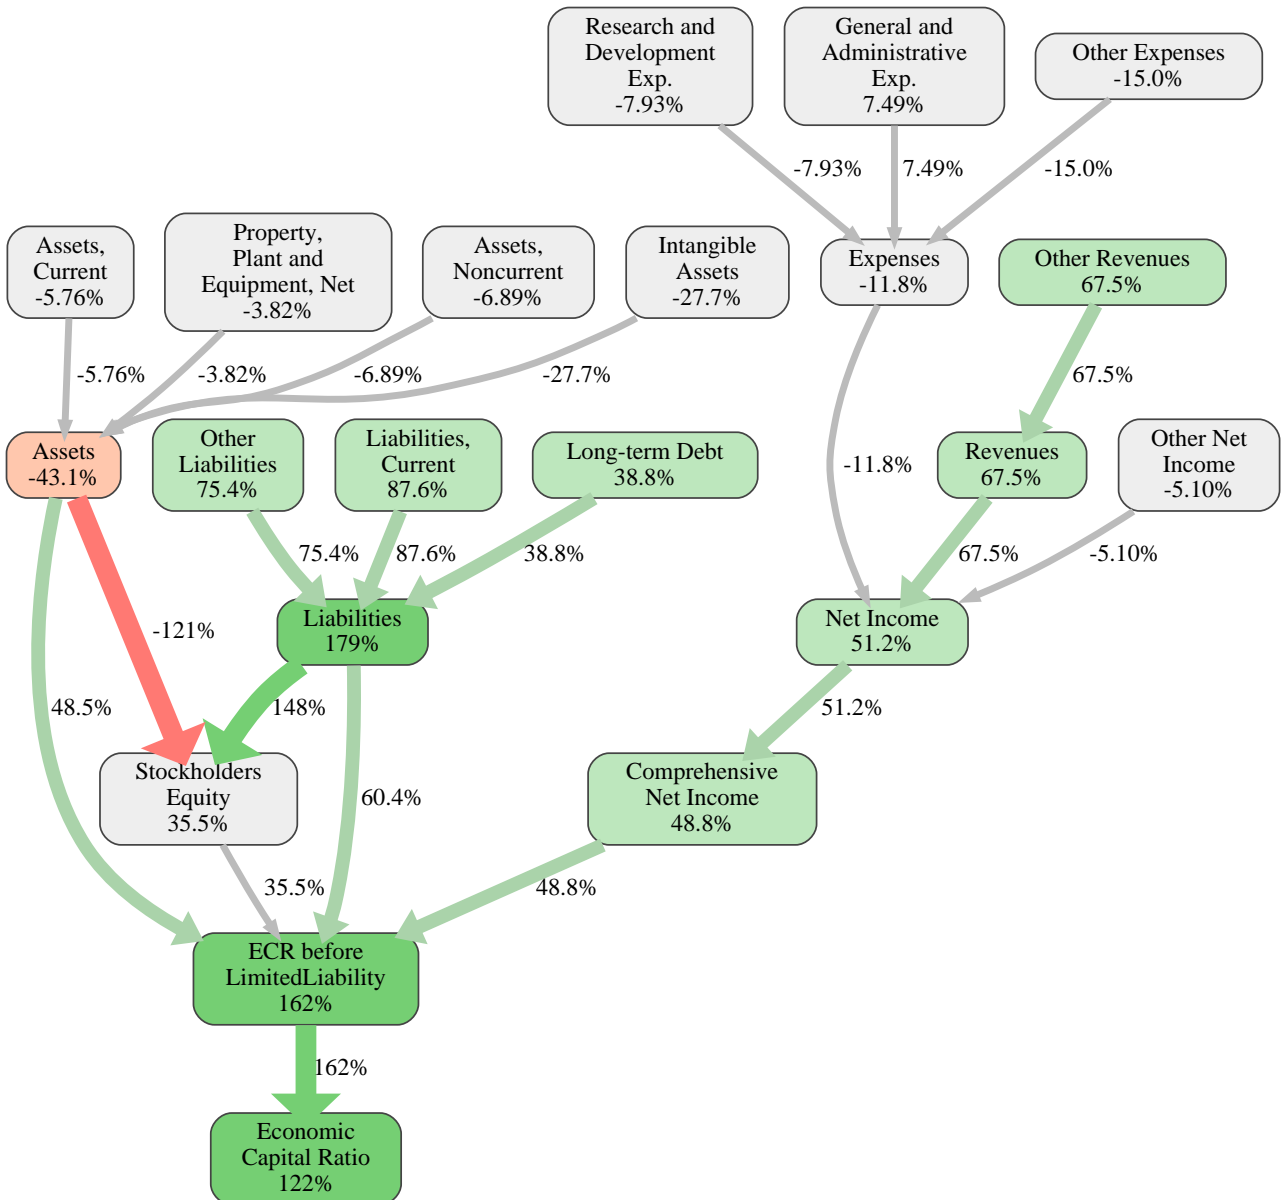 Research and
Development
Exp.
-7.93%
General and
Administrative
Exp.
7.49%
Other Expenses
-15.0%
-7.93%
7.49%
-15.0%
Assets,
Current
-5.76%
Property,
Plant and
Equipment, Net
-3.82%
Assets,
Noncurrent
-6.89%
Intangible
Assets
-27.7%
Expenses
-11.8%
Other Revenues
67.5%
-5.76%
-3.82%
-6.89%
-27.7%
67.5%
Assets
-43.1%
Other
Liabilities
75.4%
Liabilities,
Current
87.6%
Long-term Debt
38.8%
-11.8%
Revenues
67.5%
Other Net
Income
-5.10%
75.4%
87.6%
38.8%
67.5%
-5.10%
-121%
Liabilities
179%
Net Income
51.2%
48.5%
148%
51.2%
Stockholders
Equity
35.5%
60.4%
Comprehensive
Net Income
48.8%
35.5%
48.8%
ECR before
LimitedLiability
162%
162%
Economic
Capital Ratio
122%